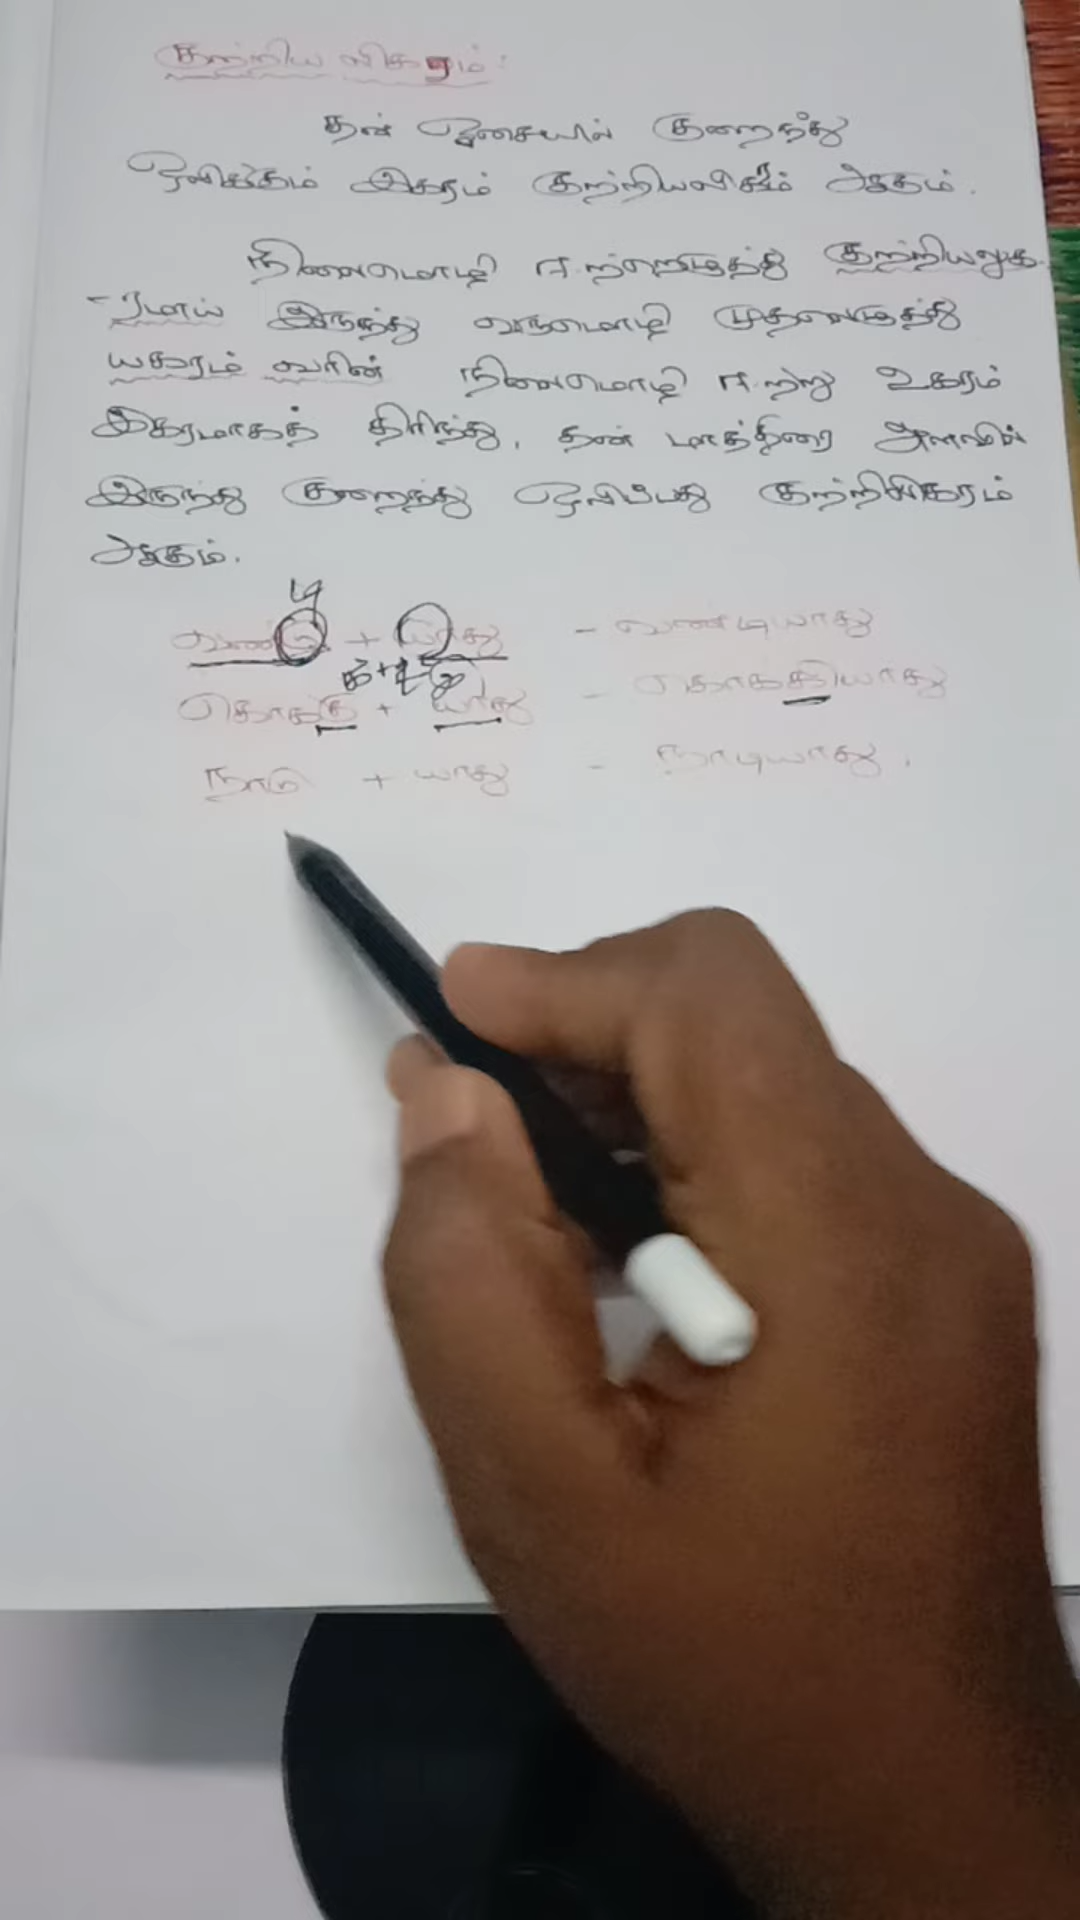 குற்றியலிகரம் :
தன் ஓசையில் குறைந்து
ஒலிக்கும் இகரம் குற்றியலிகரம் ஆகும்.
நிலைமொழி ஈற்றெழுத்து குற்றியலுக
- ரமாய் இருந்து வருமொழி முதலெழுத்து
யகரம் வரின் நிலைமொழி ஈற்று உகரம்
இகரமாகத் திரிந்து, தன் மாத்திரை அளவில்
இருந்து குறைந்து ஒலிப்பது குற்றிலிகரம்
ஆகும்.
டி
வண்டு + யாது - வண்டியாது
க்+இ
கொக்கு + யாது - கொக்கியாது
நாடு + யாது - நாடியாது.